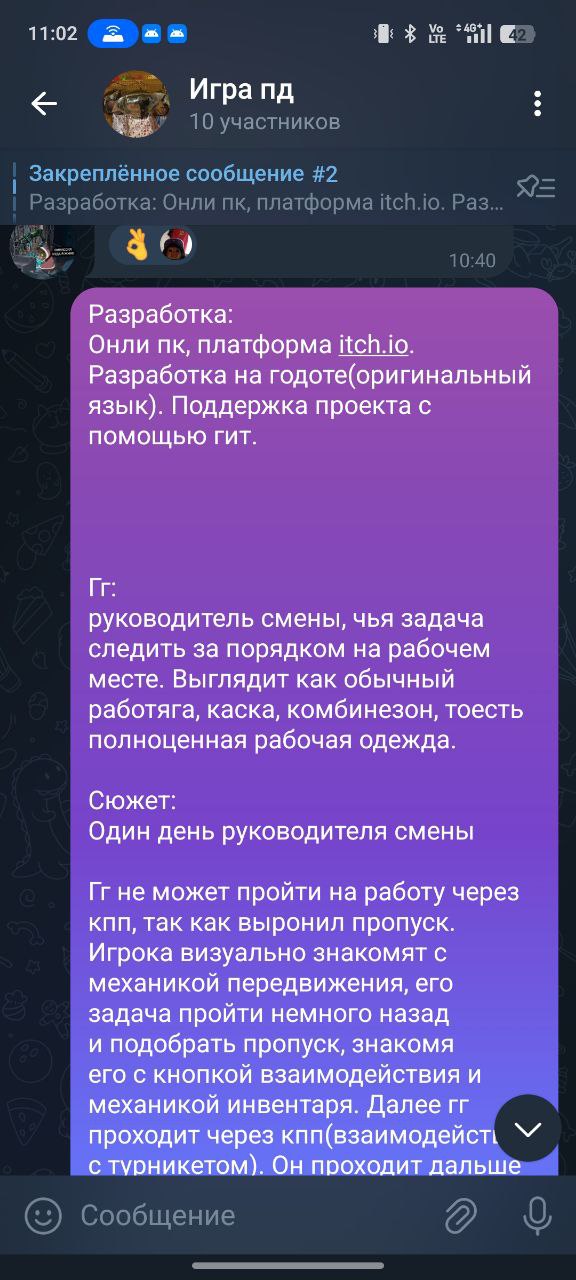 11:02
Vo
LTE
4G+
42
Игра пд
10 участников
Закреплённое сообщение #2
Разработка: Онли пк, платформа itch.io. Раз...
10:40
Разработка:
Онли пк, платформа itch.io.
Разработка на годоте(оригинальный
язык). Поддержка проекта с
помощью гит.
Гг:
руководитель смены, чья задача
следить за порядком на рабочем
месте. Выглядит как обычный
работяга, каска, комбинезон, тоесть
полноценная рабочая одежда.
Сюжет:
Один день руководителя смены
Гг не может пройти на работу через
кпп, так как выронил пропуск.
Игрока визуально знакомят с
механикой передвижения, его
задача пройти немного назад
и подобрать пропуск, знакомя
его с кнопкой взаимодействия и
механикой инвентаря. Далее гг
проходит через кпп(взаимодейст
с турникетом). Он проходит дальше
Сообщение